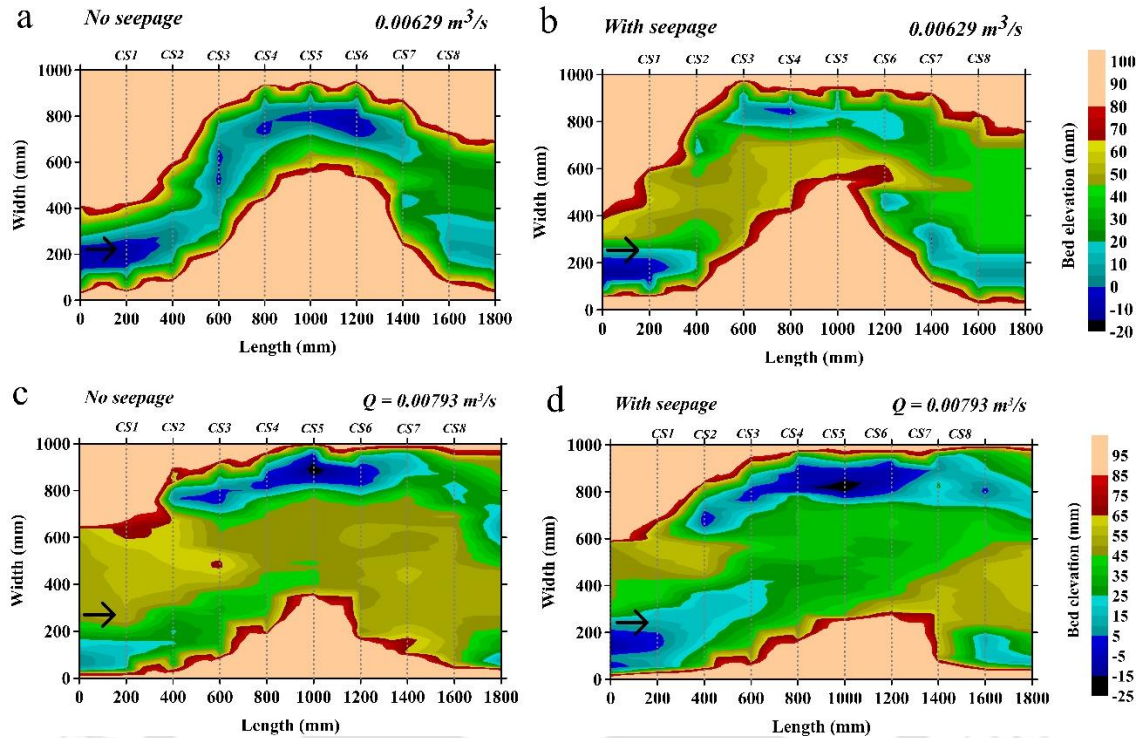 a
No seepage
0.00629 m³/s
CS1 CS2 CS3 CS4 CS5 CS6 CS7 CS8
1000
800
600
400
200
0
Width (mm)
0 200 400 600 800 1000 1200 1400 1600 1800
Length (mm)
b
With seepage
0.00629 m³/s
CS1 CS2 CS3 CS4 CS5 CS6 CS7 CS8
1000
800
600
400
200
0
Width (mm)
0 200 400 600 800 1000 1200 1400 1600 1800
Length (mm)
Bed elevation (mm)
100
90
80
70
60
50
40
30
20
10
0
-10
-20
c
No seepage
Q = 0.00793 m³/s
CS1 CS2 CS3 CS4 CS5 CS6 CS7 CS8
1000
800
600
400
200
0
Width (mm)
0 200 400 600 800 1000 1200 1400 1600 1800
Length (mm)
d
With seepage
Q = 0.00793 m³/s
CS1 CS2 CS3 CS4 CS5 CS6 CS7 CS8
1000
800
600
400
200
0
Width (mm)
0 200 400 600 800 1000 1200 1400 1600 1800
Length (mm)
Bed elevation (mm)
95
85
75
65
55
45
35
25
15
5
-5
-15
-25